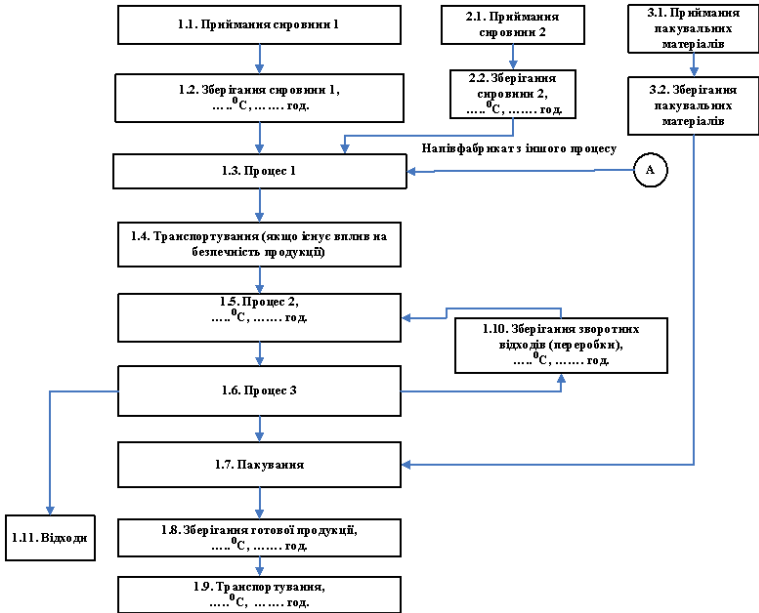 1.1. Приймання сировини 1
2.1. Приймання
сировини 2
3.1. Приймання
пакувальних
матеріалів
1.2. Зберігання сировини 1,
…..⁰С, ……. год.
2.2. Зберігання
сировини 2,
…..⁰С, ……. год.
3.2. Зберігання
пакувальних
матеріалів
Напівфабрикат з іншого процесу
1.3. Процес 1
А
1.4. Транспортування (якщо існує вплив на
безпечність продукції)
1.5. Процес 2,
…..⁰С, ……. год.
1.10. Зберігання зворотних
відходів (переробки),
…..⁰С, ……. год.
1.6. Процес 3
1.7. Пакування
1.11. Відходи
1.8. Зберігання готової продукції,
…..⁰С, ……. год.
1.9. Транспортування,
…..⁰С, ……. год.